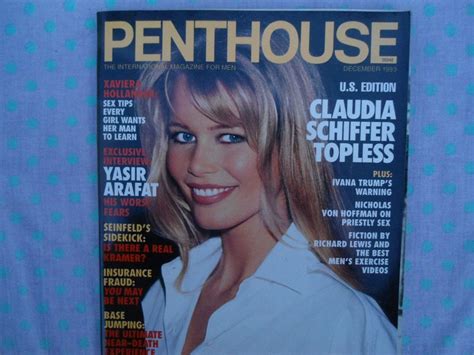 PENTHOUSE
THE INTERNATIONAL MAGAZINE FOR MEN
DECEMBER 1993
XAVIERA
HOLLANDER:
SEX TIPS
EVERY
GIRL WANTS
HER MAN
TO LEARN
EXCLUSIVE
INTERVIEW:
YASIR
ARAFAT
HIS WORST
FEARS
SEINFELD'S
SIDEKICK:
IS THERE A REAL
KRAMER?
INSURANCE
FRAUD:
YOU MAY
BE NEXT
BASE
JUMPING:
THE ULTIMATE
NEAR-DEATH
EXPERIENCE
U.S. EDITION
CLAUDIA
SCHIFFER
TOPLESS
PLUS:
IVANA TRUMP'S
WARNING
NICHOLAS
VON HOFFMAN ON
PRIESTLY SEX
FICTION BY
RICHARD LEWIS AND
THE BEST
MEN'S EXERCISE
VIDEOS